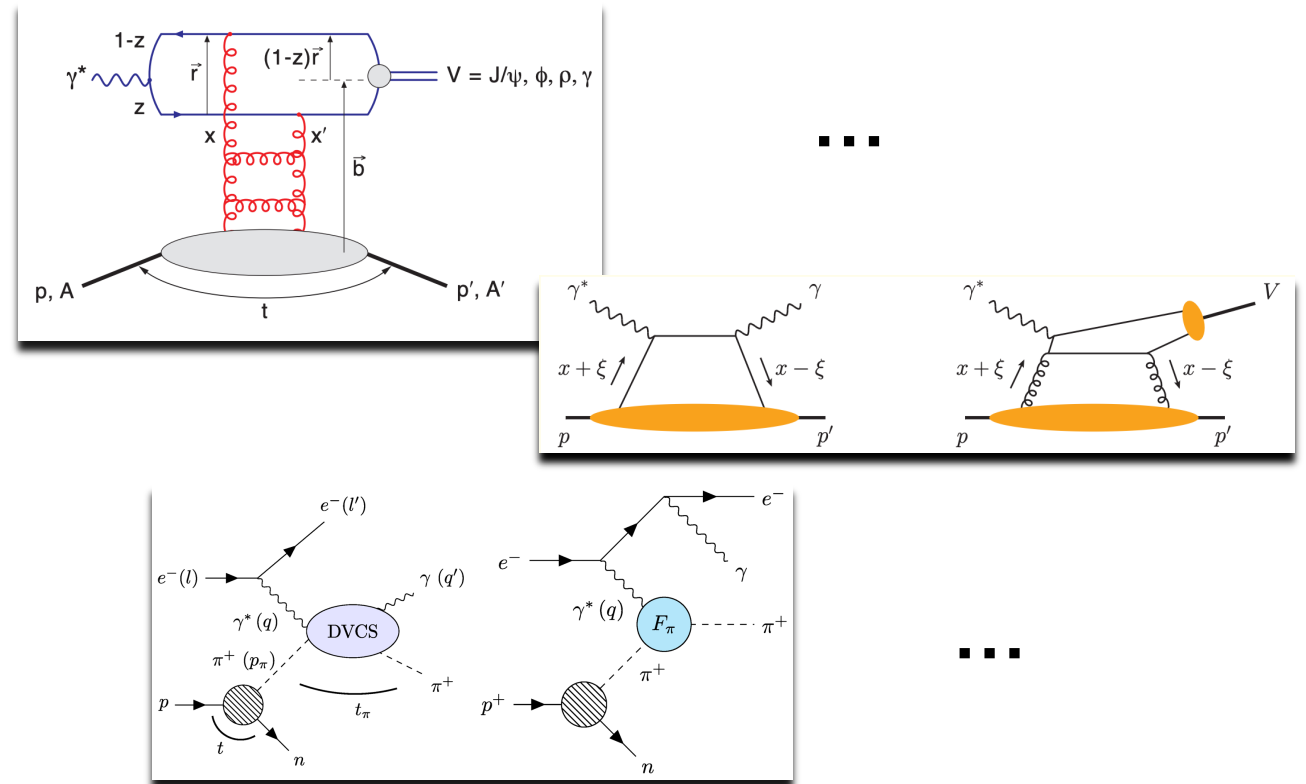 1-z
(1-z)r⃗
γ* r⃗ V = J/ψ, ϕ, ρ, γ
z
x x′
b⃗
p, A p′, A′
t
...
γ* γ
x + ξ x − ξ
p p′
γ* V
x + ξ x − ξ
p p′
e⁻(l′)
e⁻(l)
γ (q′)
γ* (q)
DVCS
π⁺ (p_π)
π⁺
p t_π
t
n
e⁻
e⁻
γ
γ* (q)
F_π π⁺
π⁺
p⁺
n
...